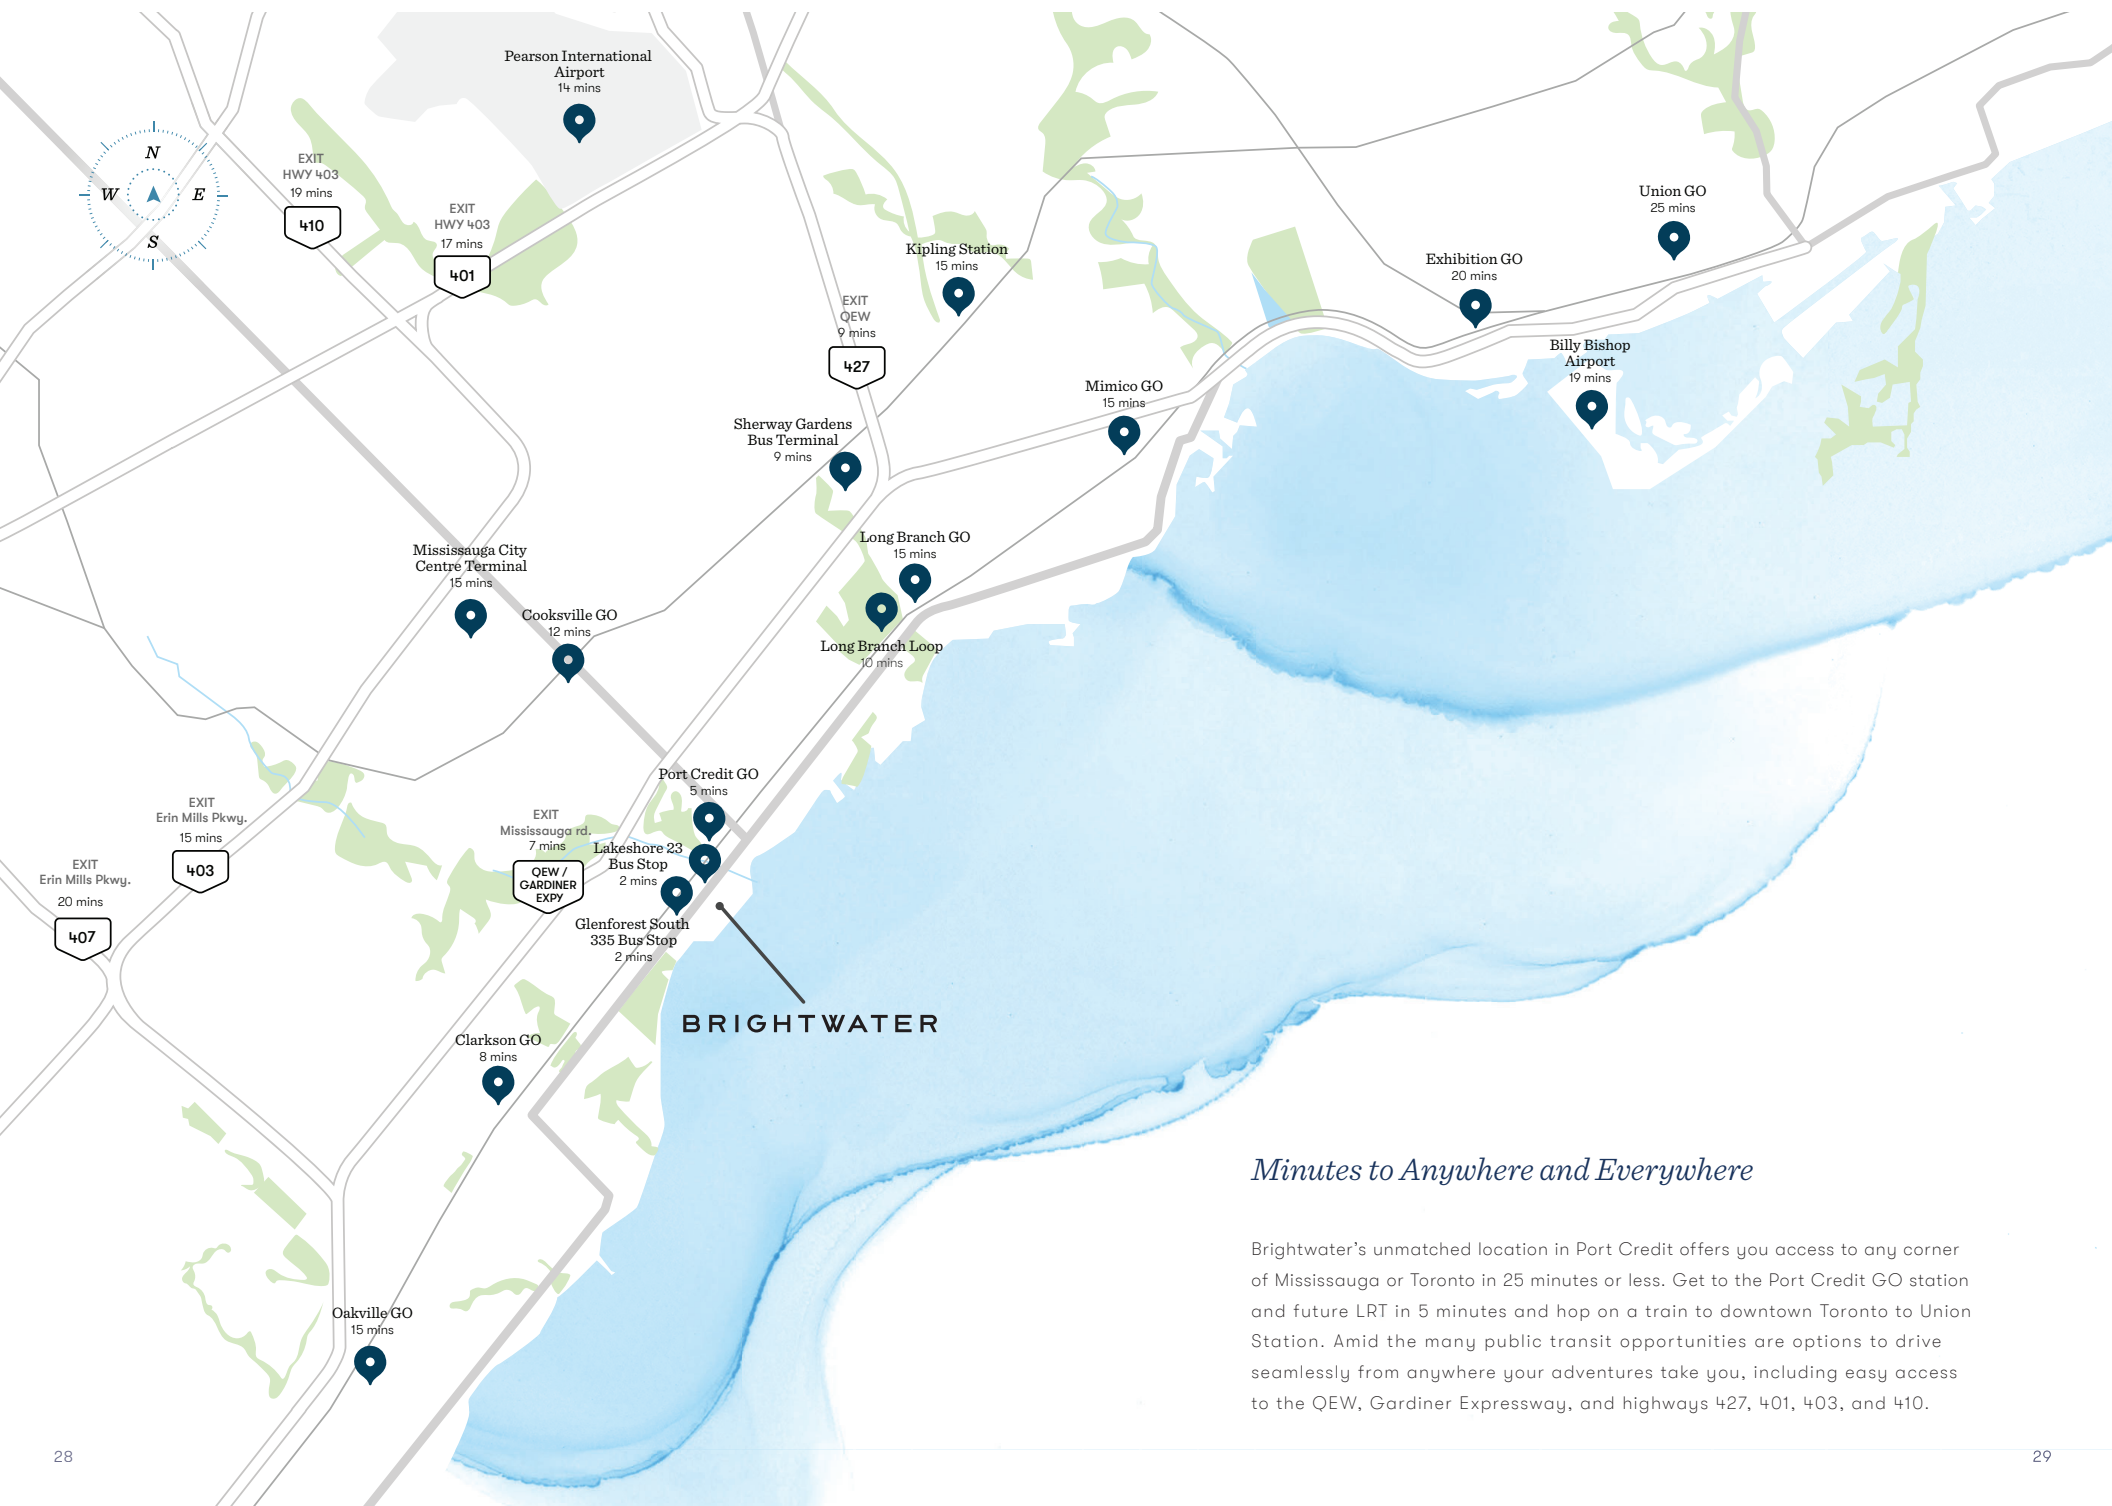 Pearson International
Airport
14 mins
N
W
E
S
EXIT
HWY 403
19 mins
410
EXIT
HWY 403
17 mins
401
Kipling Station
15 mins
Union GO
25 mins
Exhibition GO
20 mins
EXIT
QEW
9 mins
427
Billy Bishop
Airport
19 mins
Mimico GO
15 mins
Sherway Gardens
Bus Terminal
9 mins
Long Branch GO
15 mins
Mississauga City
Centre Terminal
15 mins
Cooksville GO
12 mins
Long Branch Loop
10 mins
Port Credit GO
5 mins
EXIT
Erin Mills Pkwy.
15 mins
403
EXIT
Mississauga rd.
7 mins
QEW /
GARDINER
EXPY
Lakeshore 23
Bus Stop
2 mins
EXIT
Erin Mills Pkwy.
20 mins
407
Glenforest South
335 Bus Stop
2 mins
BRIGHTWATER
Clarkson GO
8 mins
Oakville GO
15 mins
Minutes to Anywhere and Everywhere
Brightwater’s unmatched location in Port Credit offers you access to any corner
of Mississauga or Toronto in 25 minutes or less. Get to the Port Credit GO station
and future LRT in 5 minutes and hop on a train to downtown Toronto to Union
Station. Amid the many public transit opportunities are options to drive
seamlessly from anywhere your adventures take you, including easy access
to the QEW, Gardiner Expressway, and highways 427, 401, 403, and 410.
28
29